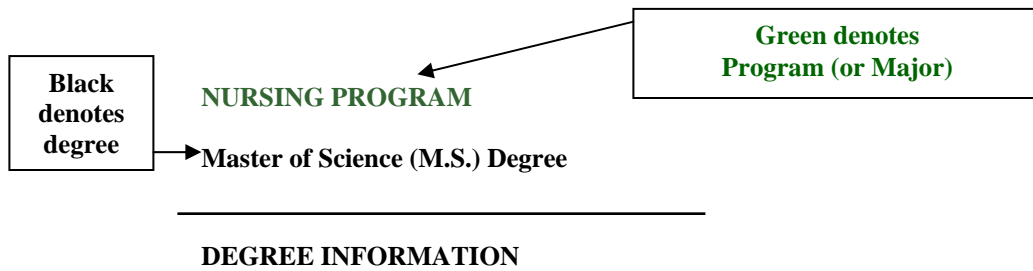 Green denotes
Program (or Major)
Black
denotes
degree
NURSING PROGRAM
Master of Science (M.S.) Degree
DEGREE INFORMATION